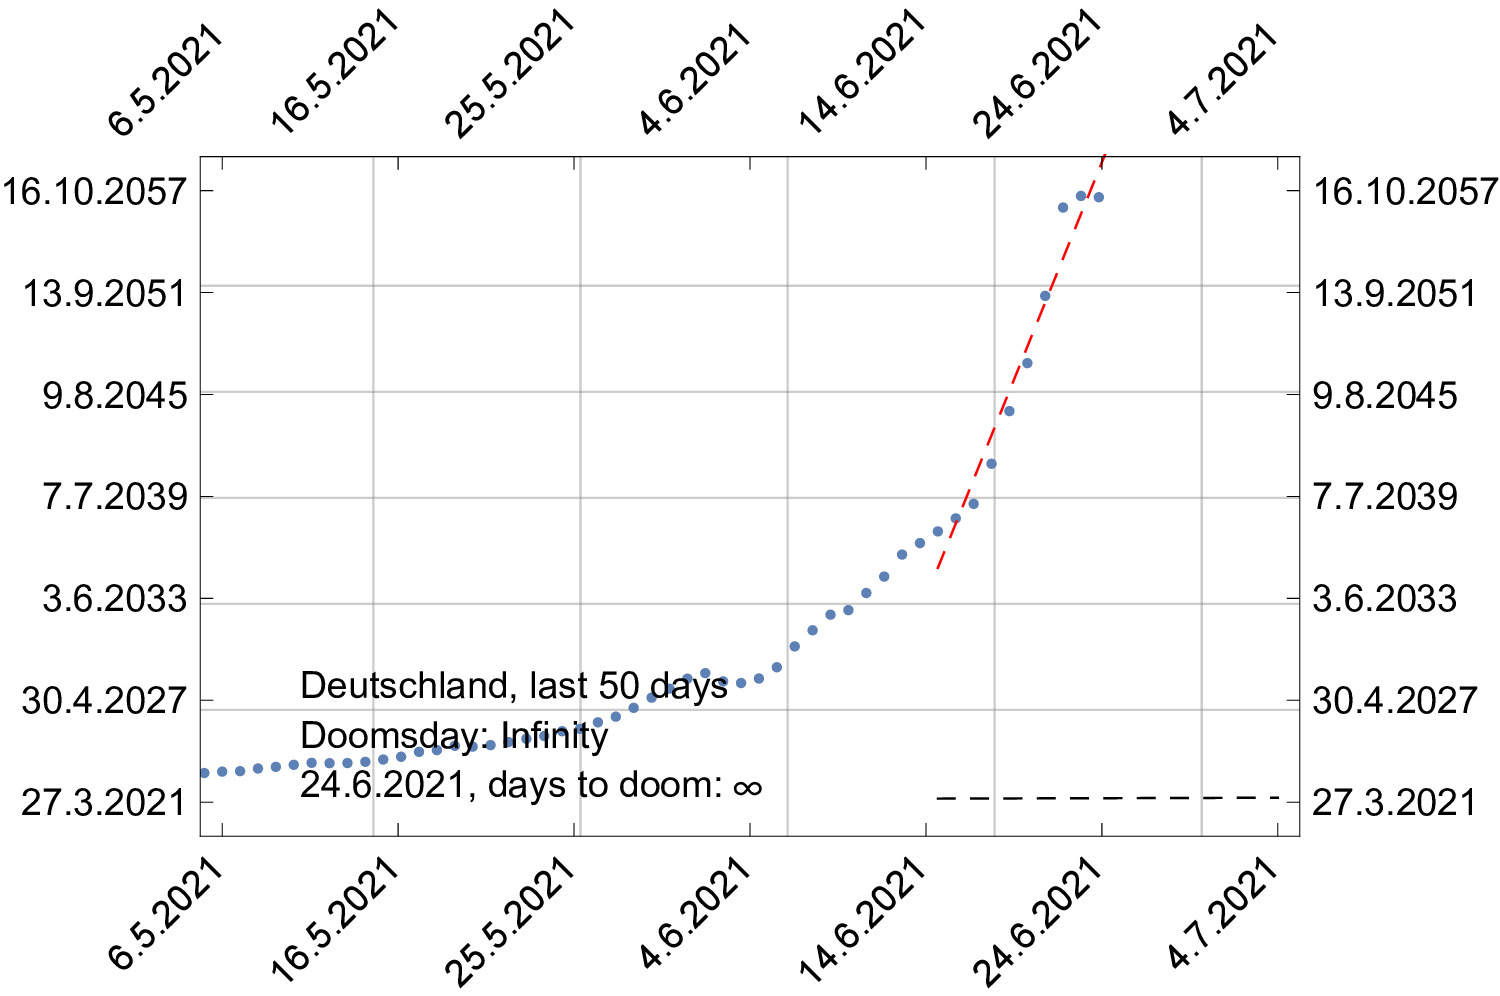 6.5.2021 16.5.2021 25.5.2021 4.6.2021 14.6.2021 24.6.2021 4.7.2021
16.10.2057 16.10.2057
13.9.2051 13.9.2051
9.8.2045 9.8.2045
7.7.2039 7.7.2039
3.6.2033 3.6.2033
Deutschland, last 50 days
30.4.2027 30.4.2027
Doomsday: Infinity
24.6.2021, days to doom: ∞
27.3.2021 27.3.2021
6.5.2021 16.5.2021 25.5.2021 4.6.2021 14.6.2021 24.6.2021 4.7.2021